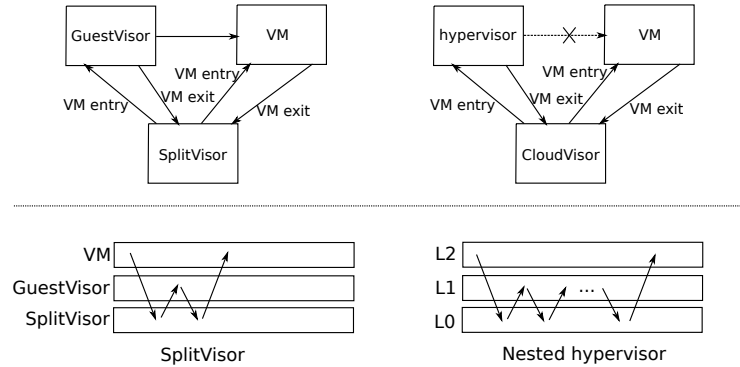 GuestVisor
VM
VM entry
VM entry
VM exit
VM exit
SplitVisor
hypervisor
VM
VM entry
VM entry
VM exit
VM exit
CloudVisor
VM
GuestVisor
SplitVisor
SplitVisor
L2
L1
...
L0
Nested hypervisor